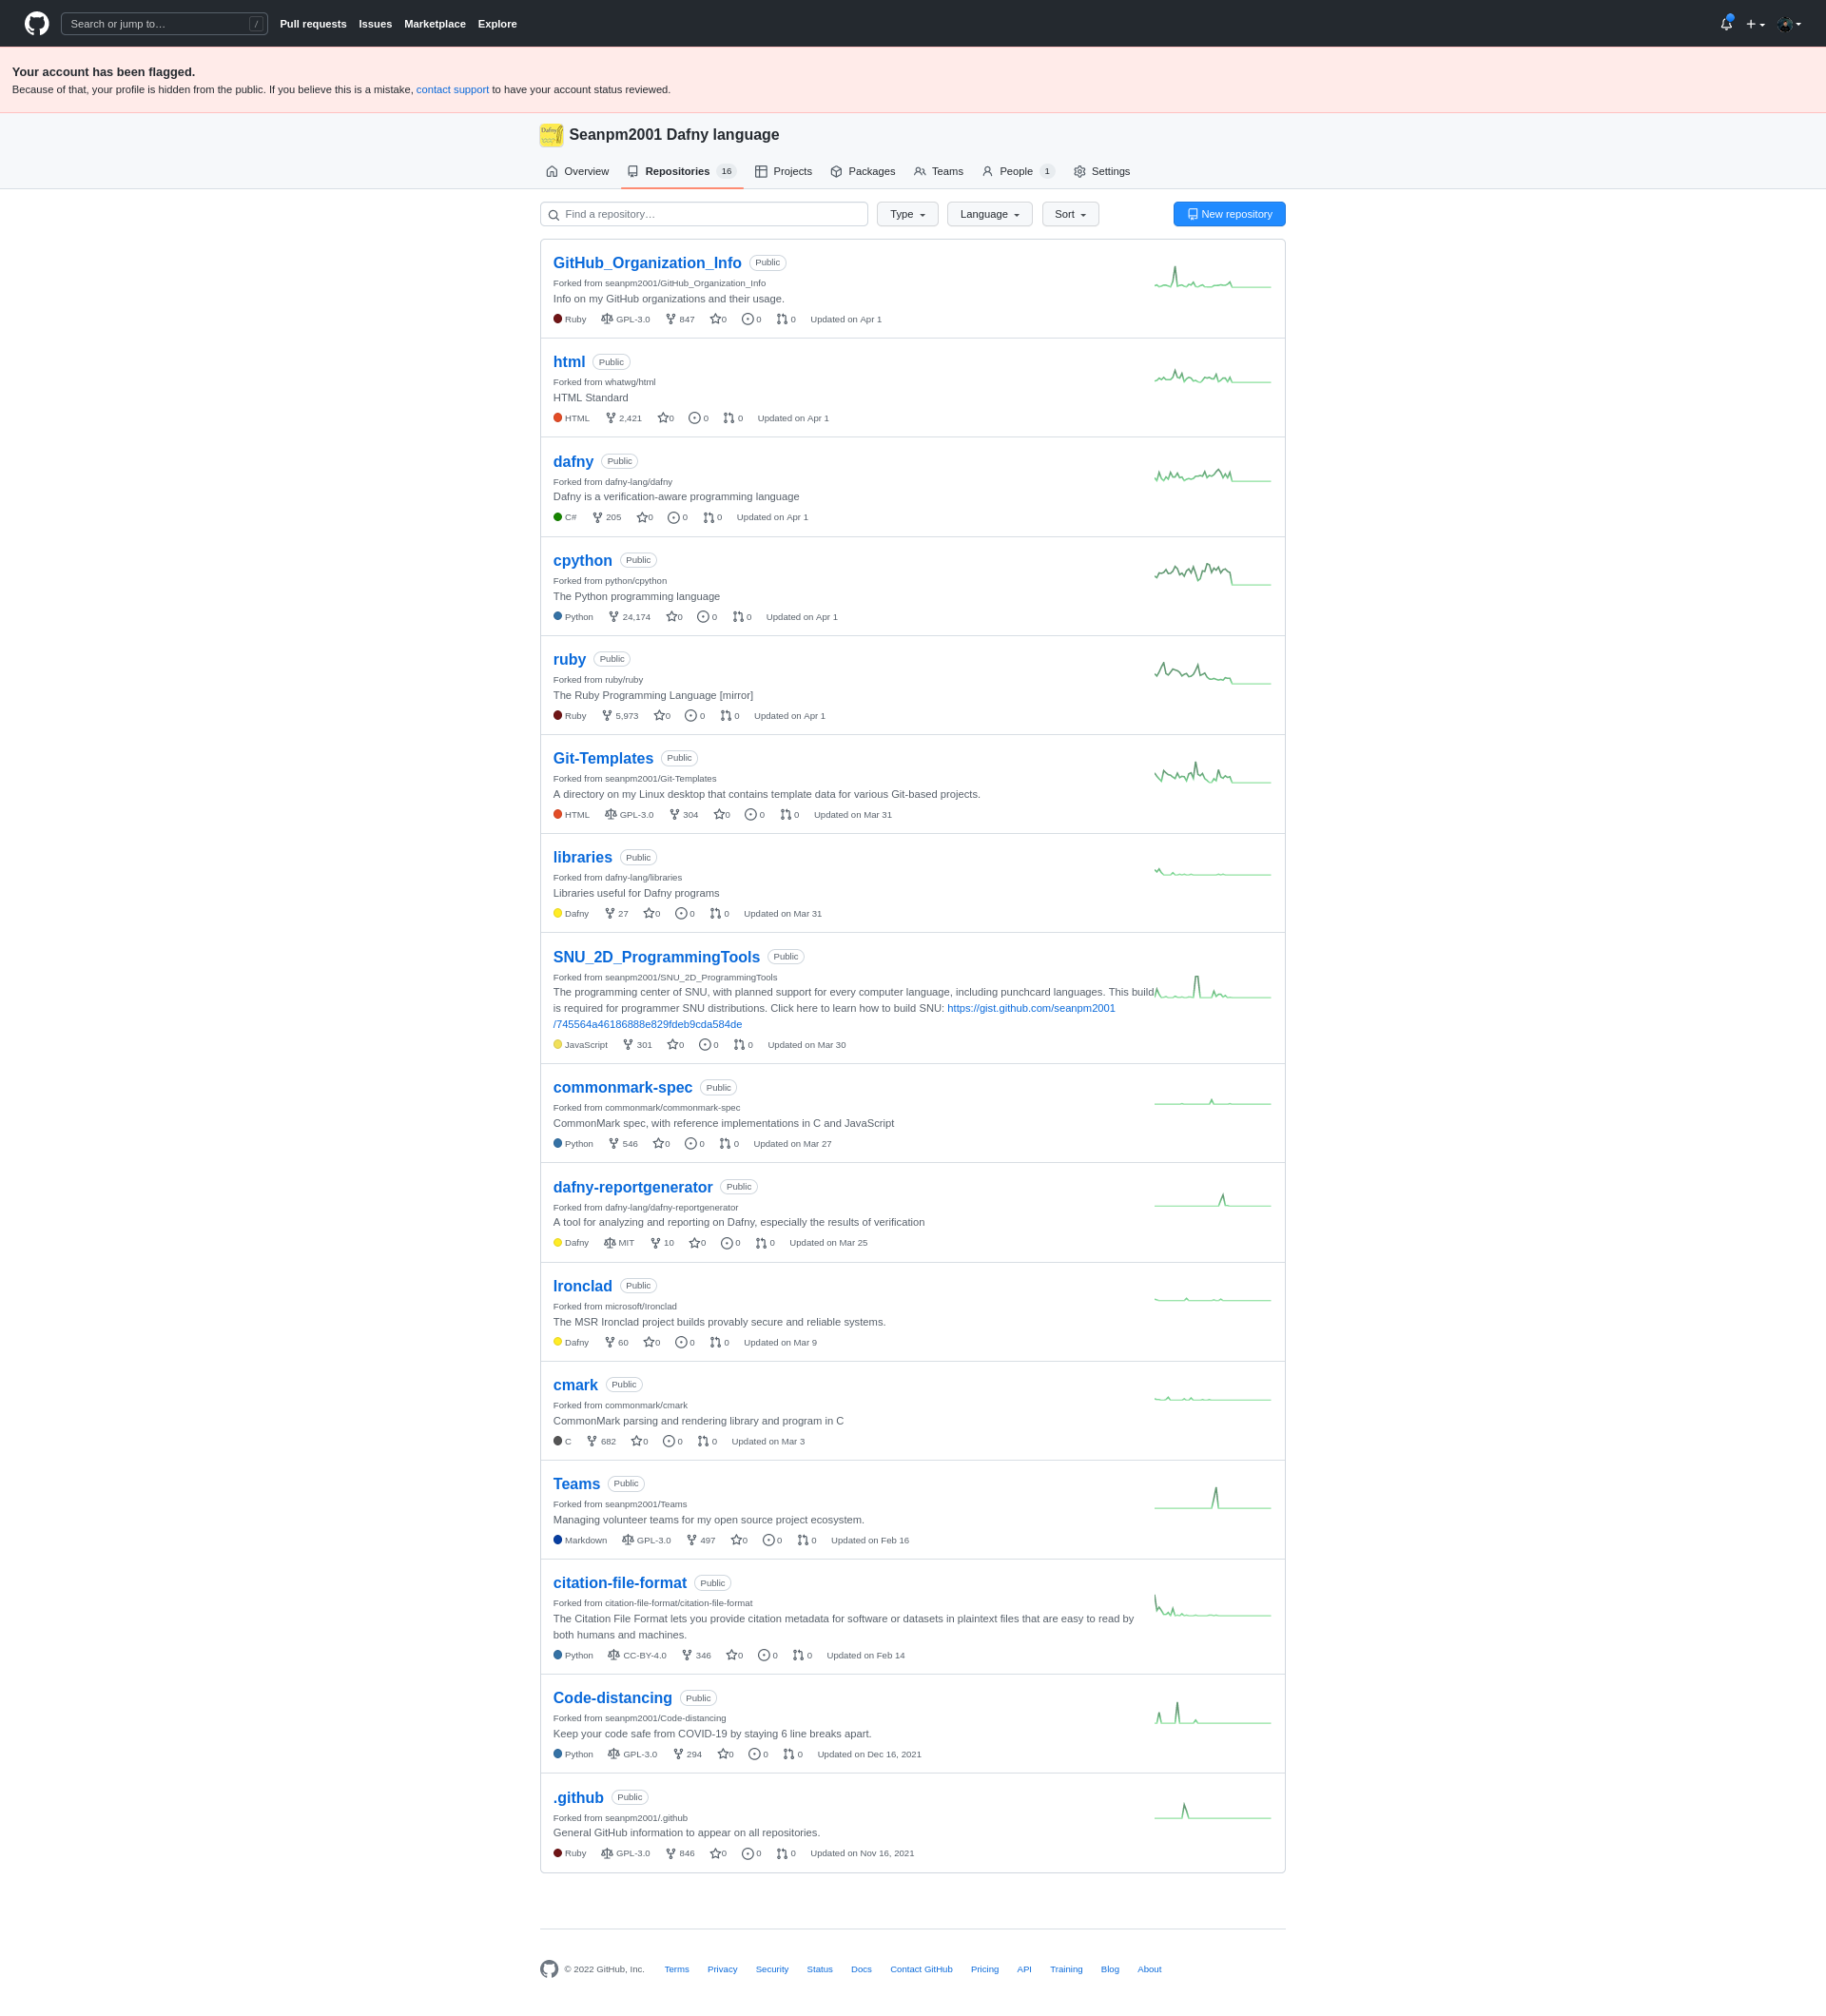 Search or jump to… /
Pull requests Issues Marketplace Explore
Your account has been flagged.
Because of that, your profile is hidden from the public. If you believe this is a mistake, contact support to have your account status reviewed.
Dafny
Seanpm2001 Dafny language
Overview Repositories 16 Projects Packages Teams People 1 Settings
Find a repository… Type Language Sort New repository
GitHub_Organization_Info Public
Forked from seanpm2001/GitHub_Organization_Info
Info on my GitHub organizations and their usage.
Ruby GPL-3.0 847 0 0 0 Updated on Apr 1
html Public
Forked from whatwg/html
HTML Standard
HTML 2,421 0 0 0 Updated on Apr 1
dafny Public
Forked from dafny-lang/dafny
Dafny is a verification-aware programming language
C# 205 0 0 0 Updated on Apr 1
cpython Public
Forked from python/cpython
The Python programming language
Python 24,174 0 0 0 Updated on Apr 1
ruby Public
Forked from ruby/ruby
The Ruby Programming Language [mirror]
Ruby 5,973 0 0 0 Updated on Apr 1
Git-Templates Public
Forked from seanpm2001/Git-Templates
A directory on my Linux desktop that contains template data for various Git-based projects.
HTML GPL-3.0 304 0 0 0 Updated on Mar 31
libraries Public
Forked from dafny-lang/libraries
Libraries useful for Dafny programs
Dafny 27 0 0 0 Updated on Mar 31
SNU_2D_ProgrammingTools Public
Forked from seanpm2001/SNU_2D_ProgrammingTools
The programming center of SNU, with planned support for every computer language, including punchcard languages. This build
is required for programmer SNU distributions. Click here to learn how to build SNU: https://gist.github.com/seanpm2001
/745564a46186888e829fdeb9cda584de
JavaScript 301 0 0 0 Updated on Mar 30
commonmark-spec Public
Forked from commonmark/commonmark-spec
CommonMark spec, with reference implementations in C and JavaScript
Python 546 0 0 0 Updated on Mar 27
dafny-reportgenerator Public
Forked from dafny-lang/dafny-reportgenerator
A tool for analyzing and reporting on Dafny, especially the results of verification
Dafny MIT 10 0 0 0 Updated on Mar 25
Ironclad Public
Forked from microsoft/Ironclad
The MSR Ironclad project builds provably secure and reliable systems.
Dafny 60 0 0 0 Updated on Mar 9
cmark Public
Forked from commonmark/cmark
CommonMark parsing and rendering library and program in C
C 682 0 0 0 Updated on Mar 3
Teams Public
Forked from seanpm2001/Teams
Managing volunteer teams for my open source project ecosystem.
Markdown GPL-3.0 497 0 0 0 Updated on Feb 16
citation-file-format Public
Forked from citation-file-format/citation-file-format
The Citation File Format lets you provide citation metadata for software or datasets in plaintext files that are easy to read by
both humans and machines.
Python CC-BY-4.0 346 0 0 0 Updated on Feb 14
Code-distancing Public
Forked from seanpm2001/Code-distancing
Keep your code safe from COVID-19 by staying 6 line breaks apart.
Python GPL-3.0 294 0 0 0 Updated on Dec 16, 2021
.github Public
Forked from seanpm2001/.github
General GitHub information to appear on all repositories.
Ruby GPL-3.0 846 0 0 0 Updated on Nov 16, 2021
© 2022 GitHub, Inc. Terms Privacy Security Status Docs Contact GitHub Pricing API Training Blog About